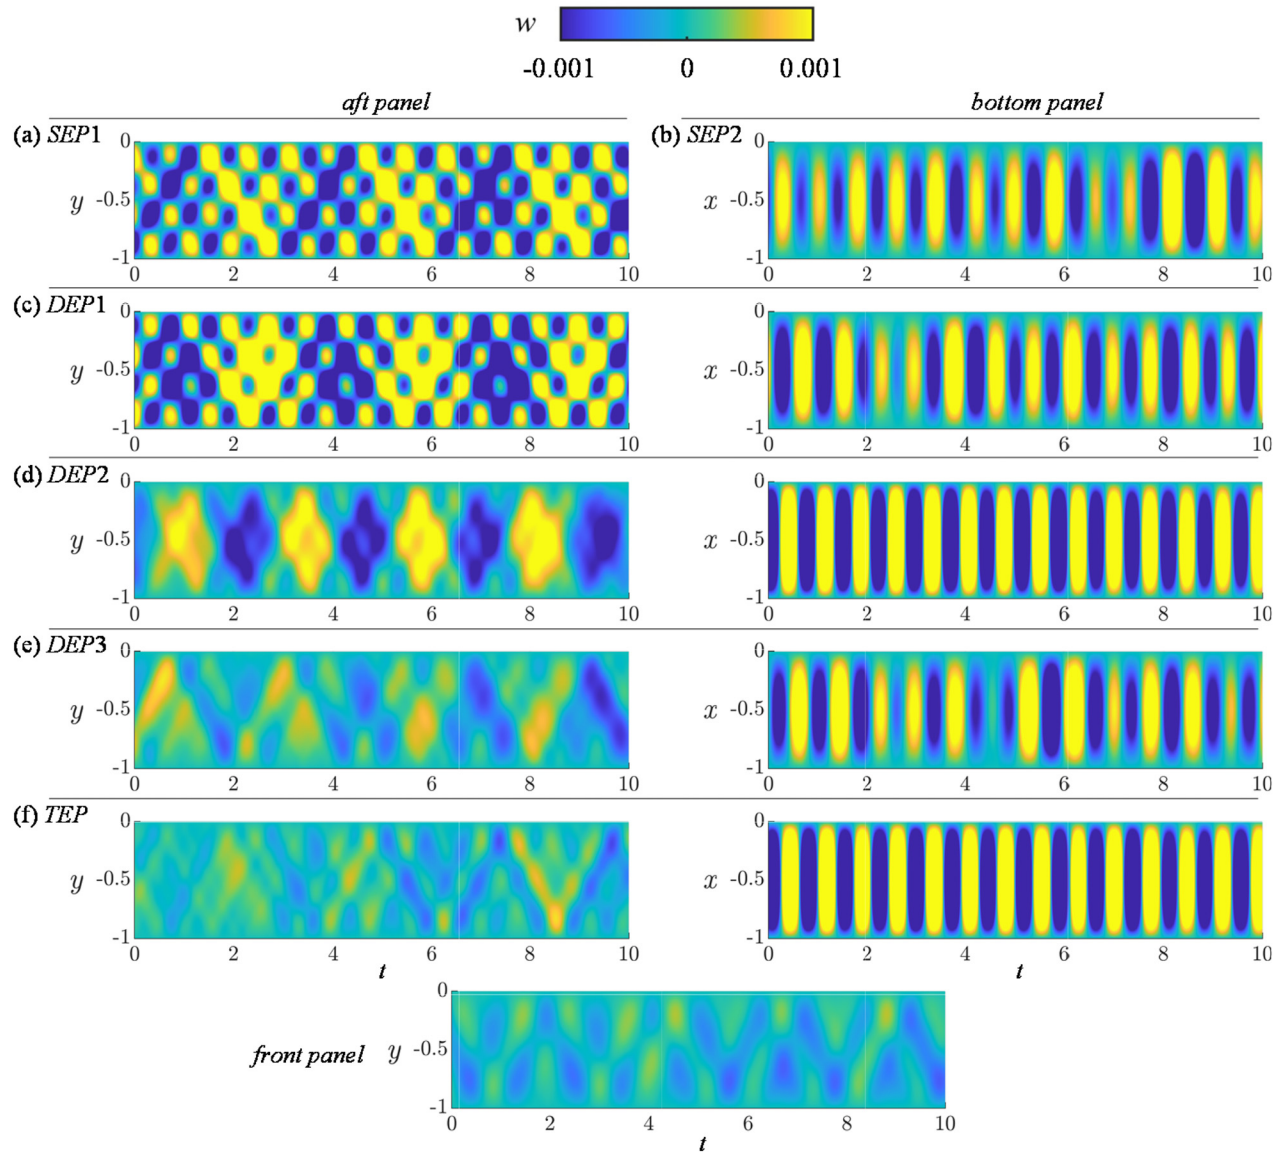 w
-0.001 0 0.001
aft panel bottom panel
(a) SEP1 (b) SEP2
0
y -0.5
-1
0 2 4 6 8 10
0
x -0.5
-1
0 2 4 6 8 10
(c) DEP1
0
y -0.5
-1
0 2 4 6 8 10
0
x -0.5
-1
0 2 4 6 8 10
(d) DEP2
0
y -0.5
-1
0 2 4 6 8 10
0
x -0.5
-1
0 2 4 6 8 10
(e) DEP3
0
y -0.5
-1
0 2 4 6 8 10
0
x -0.5
-1
0 2 4 6 8 10
(f) TEP
0
y -0.5
-1
0 2 4 6 8 10
t
0
x -0.5
-1
0 2 4 6 8 10
t
0
front panel y -0.5
-1
0 2 4 6 8 10
t